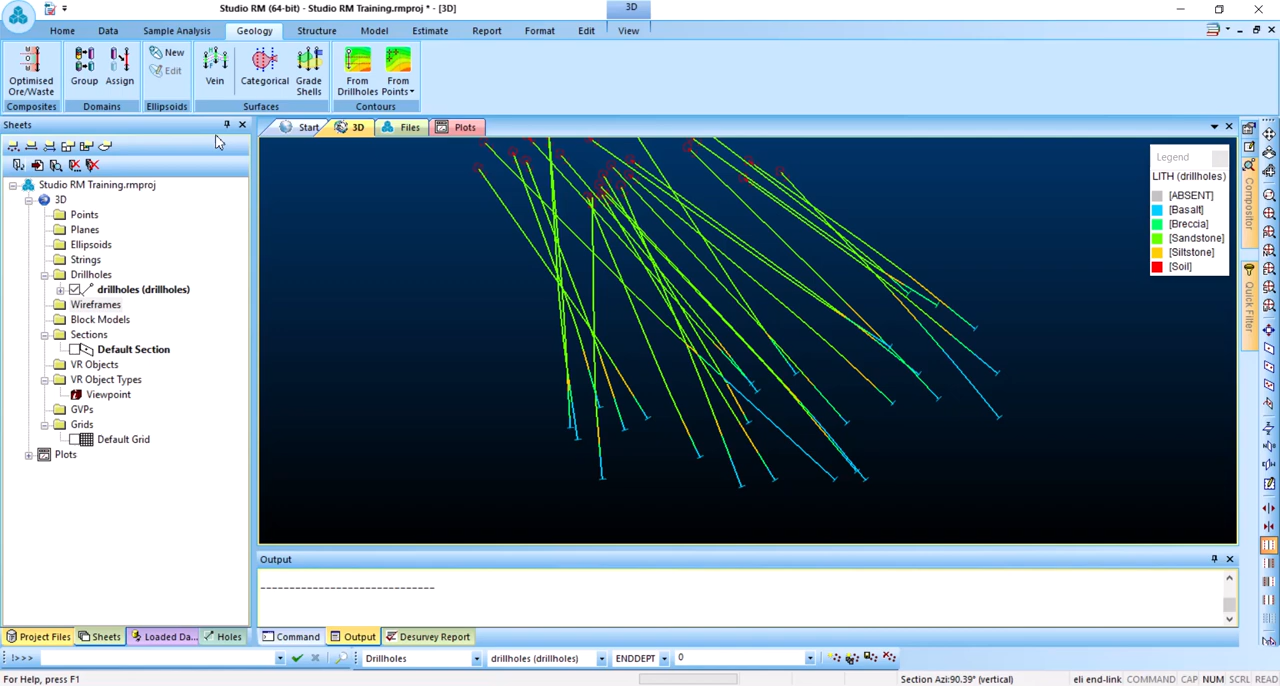 Studio RM (64-bit) - Studio RM Training.rmproj * - [3D]
3D
Home Data Sample Analysis Geology Structure Model Estimate Report Format Edit View
Optimised Ore/Waste
Group
Assign
New
Edit
Vein
Categorical
Grade Shells
From Drillholes
From Points
Composites Domains Ellipsoids Surfaces Contours
Sheets
Start 3D Files Plots
Studio RM Training.rmproj
3D
Points
Planes
Ellipsoids
Strings
Drillholes
drillholes (drillholes)
Wireframes
Block Models
Sections
Default Section
VR Objects
VR Object Types
Viewpoint
GVPs
Grids
Default Grid
Plots
Legend
LITH (drillholes)
[ABSENT]
[Basalt]
[Breccia]
[Sandstone]
[Siltstone]
[Soil]
Compositor
Quick Filter
Output
------------------------------
Project Files Sheets Loaded Da... Holes
Command Output Desurvey Report
!>>> Drillholes drillholes (drillholes) ENDDEPT 0
For Help, press F1 Section Azi:90.39° (vertical) eli end-link COMMAND CAP NUM SCRL READ